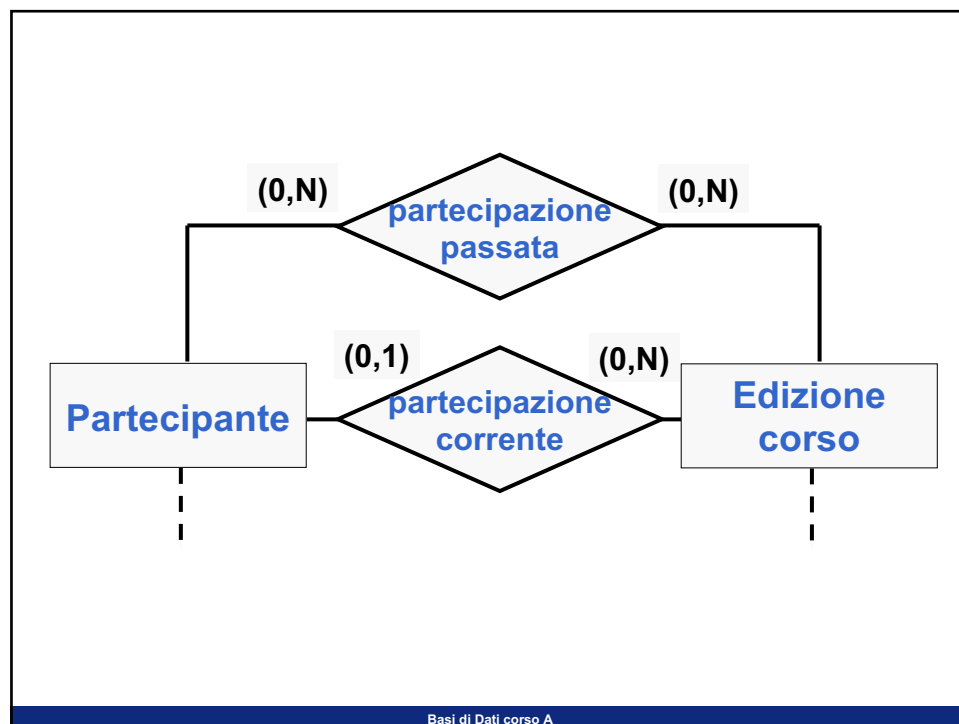 (0,N)
(0,N)
partecipazione
passata
(0,1)
(0,N)
Partecipante
partecipazione
corrente
Edizione
corso
Basi di Dati corso A